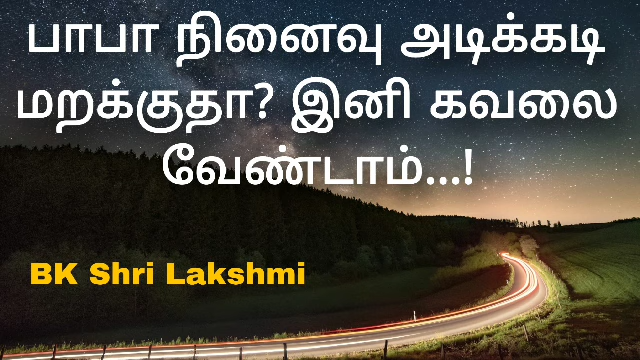 பாபா நினைவு அடிக்கடி
மறக்குதா? இனி கவலை
வேண்டாம்...!
BK Shri Lakshmi